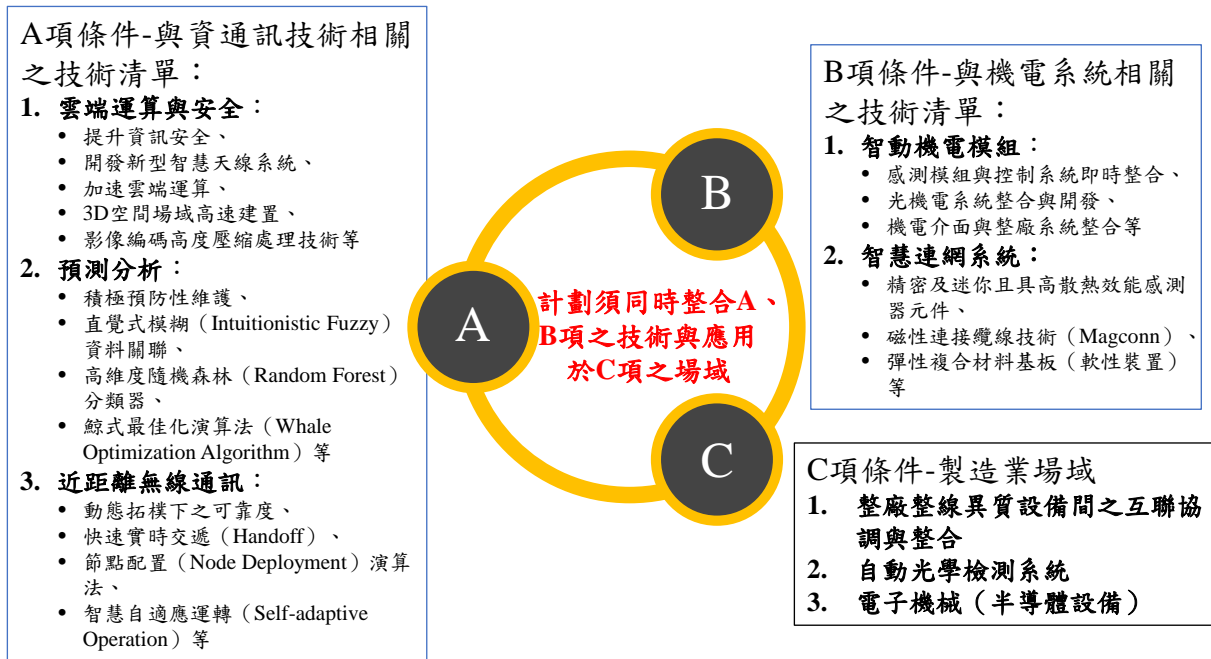 A項條件-與資通訊技術相關
之技術清單：
1. 雲端運算與安全：
• 提升資訊安全、
• 開發新型智慧天線系統、
• 加速雲端運算、
• 3D空間場域高速建置、
• 影像編碼高度壓縮處理技術等
2. 預測分析：
• 積極預防性維護、
• 直覺式模糊（Intuitionistic Fuzzy）
資料關聯、
• 高維度隨機森林（Random Forest）
分類器、
• 鯨式最佳化演算法（Whale
Optimization Algorithm）等
3. 近距離無線通訊：
• 動態拓樸下之可靠度、
• 快速實時交遞（Handoff）、
• 節點配置（Node Deployment）演算
法、
• 智慧自適應運轉（Self-adaptive
Operation）等
A
B
C
計劃須同時整合A、
B項之技術與應用
於C項之場域
B項條件-與機電系統相關
之技術清單：
1. 智動機電模組：
• 感測模組與控制系統即時整合、
• 光機電系統整合與開發、
• 機電介面與整廠系統整合等
2. 智慧連網系統：
• 精密及迷你且具高散熱效能感測
器元件、
• 磁性連接纜線技術（Magconn）、
• 彈性複合材料基板（軟性裝置）
等
C項條件-製造業場域
1. 整廠整線異質設備間之互聯協
調與整合
2. 自動光學檢測系統
3. 電子機械（半導體設備）